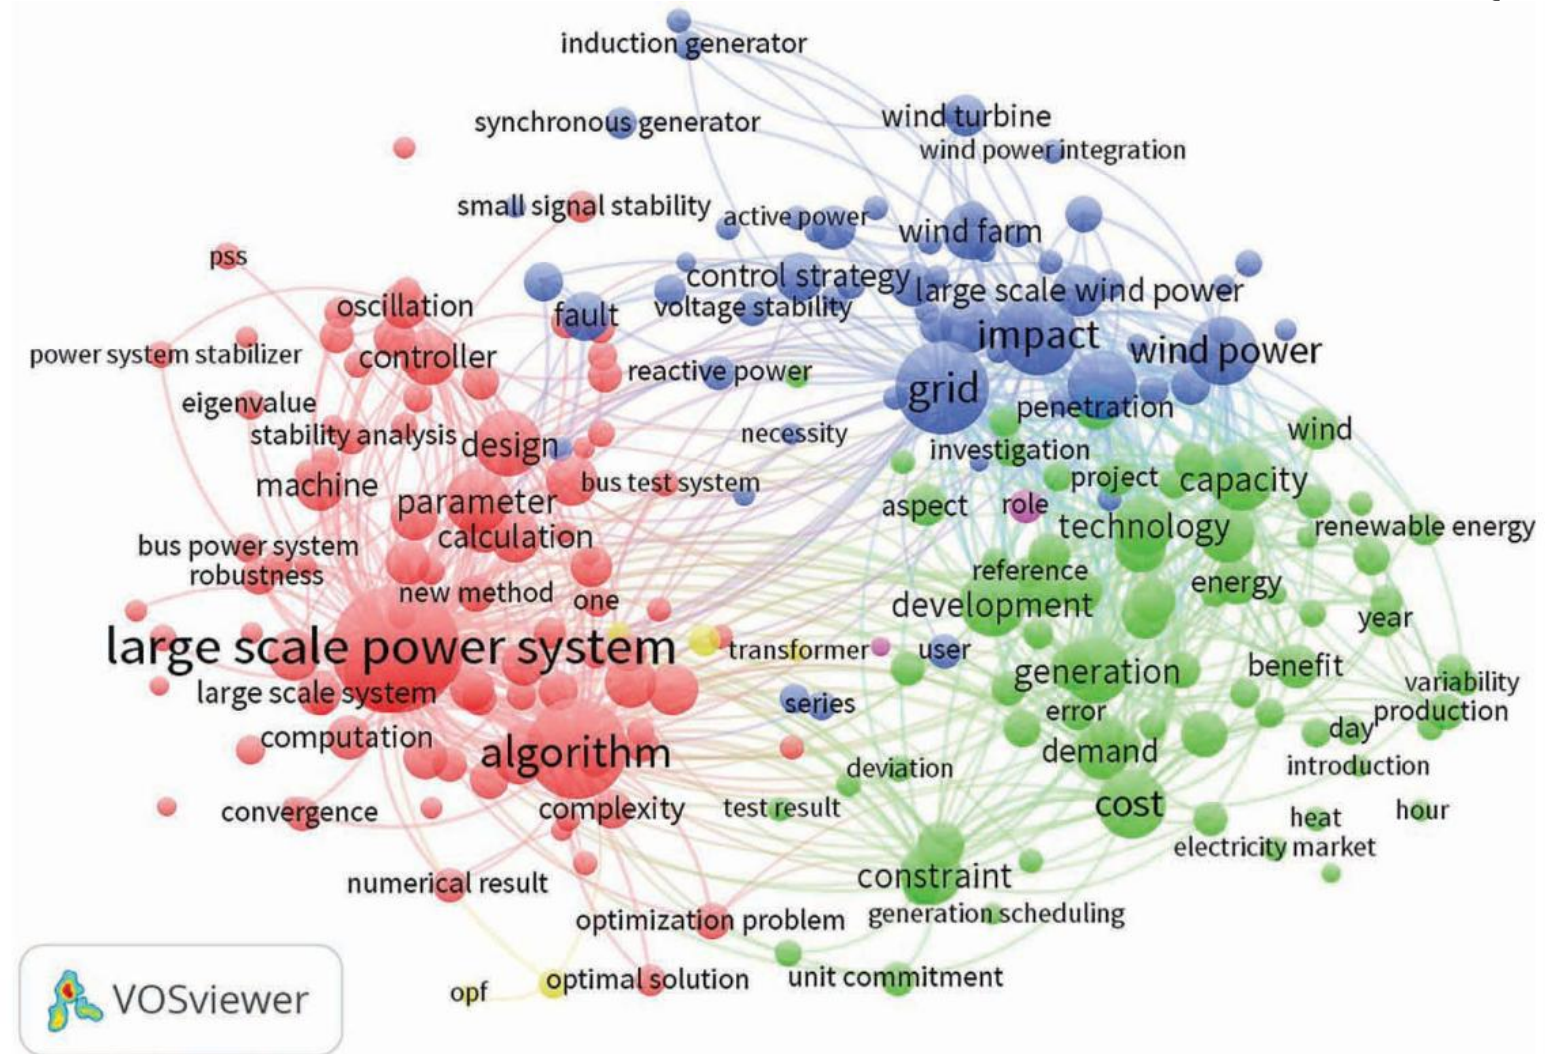 induction generator
synchronous generator
wind turbine
wind power integration
small signal stability
active power
wind farm
pss
control strategy
large scale wind power
oscillation
fault
voltage stability
impact
wind power
power system stabilizer
controller
reactive power
grid
eigenvalue
penetration
stability analysis
design
necessity
wind
investigation
machine
bus test system
project
capacity
parameter
aspect
role
technology
renewable energy
calculation
bus power system
robustness
new method
one
reference
energy
development
year
large scale power system
transformer
user
generation
benefit
large scale system
series
variability
error
production
day
computation
algorithm
demand
deviation
introduction
convergence
complexity
test result
cost
heat
hour
electricity market
numerical result
constraint
optimization problem
generation scheduling
opf
optimal solution
unit commitment
VOSviewer